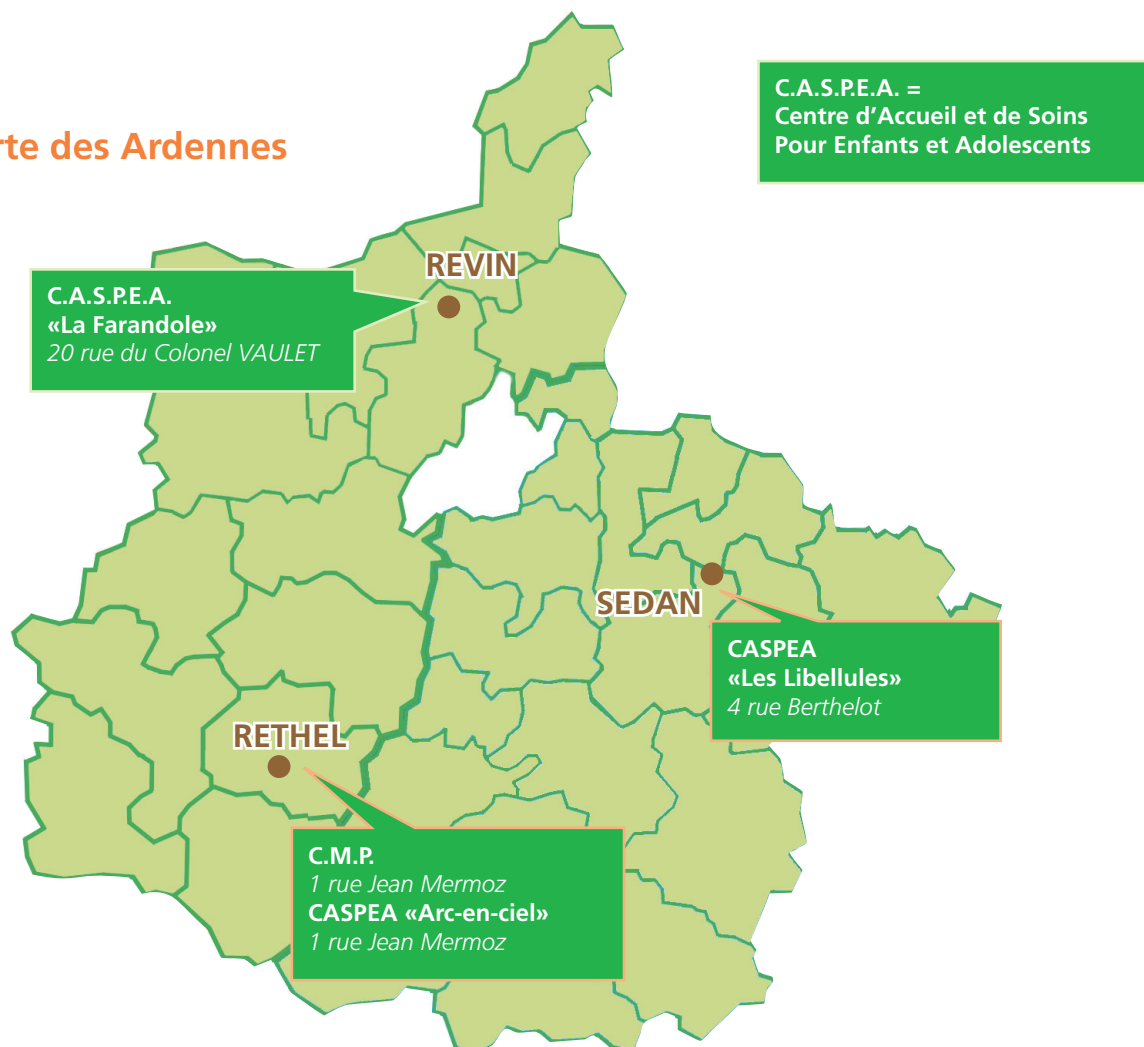 rte des Ardennes
C.A.S.P.E.A. =
Centre d'Accueil et de Soins
Pour Enfants et Adolescents
REVIN
C.A.S.P.E.A.
«La Farandole»
20 rue du Colonel VAULET
SEDAN
CASPEA
«Les Libellules»
4 rue Berthelot
RETHEL
C.M.P.
1 rue Jean Mermoz
CASPEA «Arc-en-ciel»
1 rue Jean Mermoz